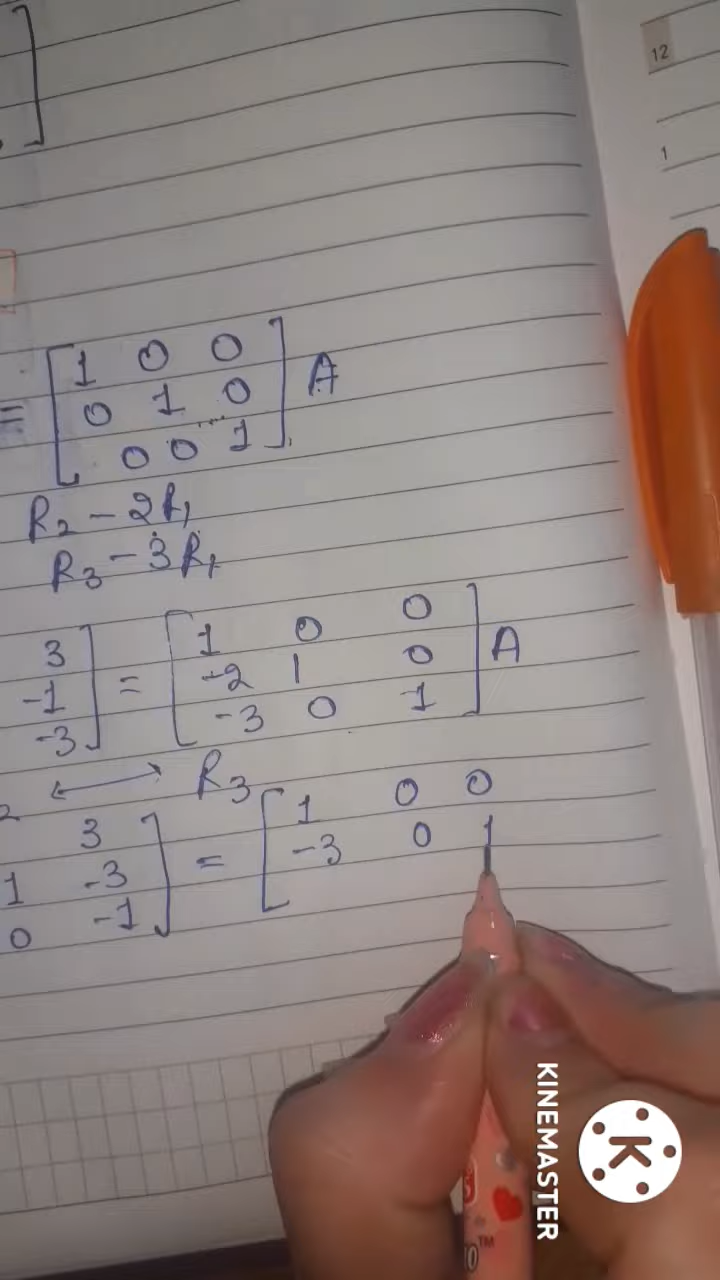 12
1
= [ 1 0 0 ] A
0 1 0
0 0 1
R₂ - 2R₁
R₃ - 3R₁
3 ] = [ 1 0 0 ] A
-1 -2 1 0
-3 -3 0 1
2 ⟷ R₃
3 ] = [ 1 0 0
1 -3 -3 0 1
0 -1
KINEMASTER